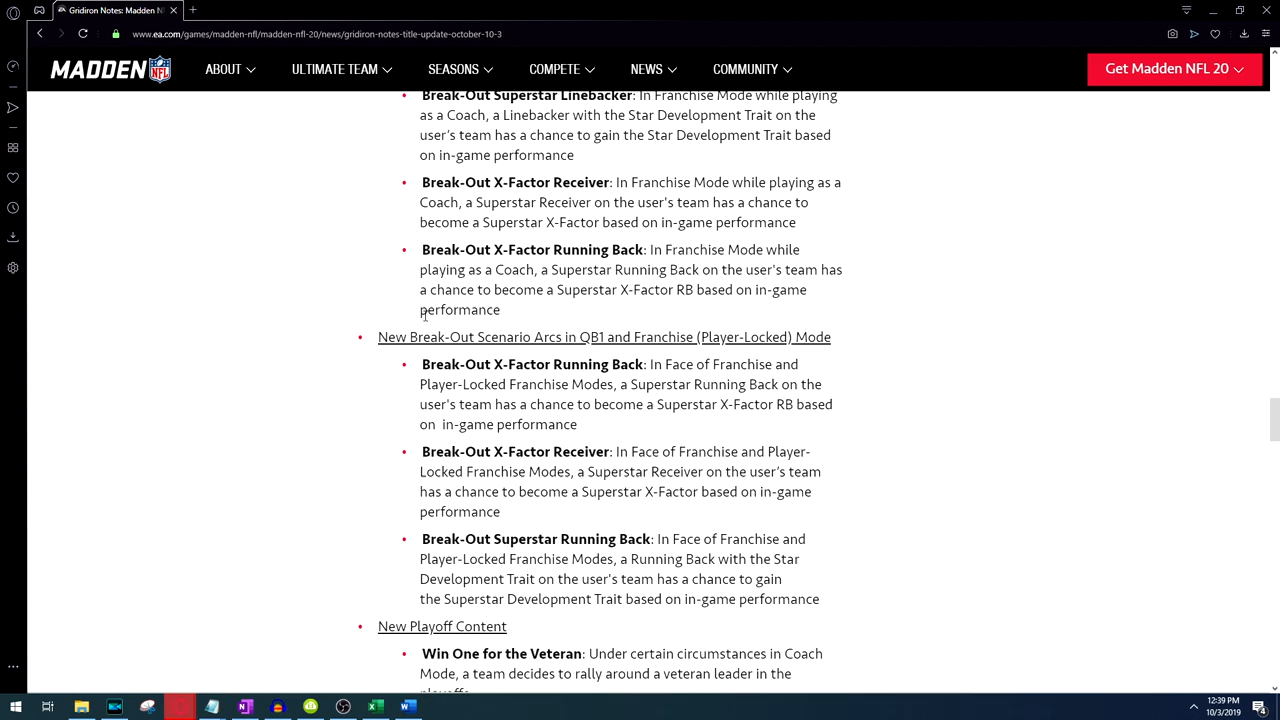 Gridiron Notes: Madden NF
www.ea.com/games/madden-nfl/madden-nfl-20/news/gridiron-notes-title-update-october-10-3
MADDEN NFL ABOUT ULTIMATE TEAM SEASONS COMPETE NEWS COMMUNITY Get Madden NFL 20
• Break-Out Superstar Linebacker: In Franchise Mode while playing
as a Coach, a Linebacker with the Star Development Trait on the
user’s team has a chance to gain the Star Development Trait based
on in-game performance
• Break-Out X-Factor Receiver: In Franchise Mode while playing as a
Coach, a Superstar Receiver on the user's team has a chance to
become a Superstar X-Factor based on in-game performance
• Break-Out X-Factor Running Back: In Franchise Mode while
playing as a Coach, a Superstar Running Back on the user's team has
a chance to become a Superstar X-Factor RB based on in-game
performance
• New Break-Out Scenario Arcs in QB1 and Franchise (Player-Locked) Mode
• Break-Out X-Factor Running Back: In Face of Franchise and
Player-Locked Franchise Modes, a Superstar Running Back on the
user's team has a chance to become a Superstar X-Factor RB based
on  in-game performance
• Break-Out X-Factor Receiver: In Face of Franchise and Player-
Locked Franchise Modes, a Superstar Receiver on the user’s team
has a chance to become a Superstar X-Factor based on in-game
performance
• Break-Out Superstar Running Back: In Face of Franchise and
Player-Locked Franchise Modes, a Running Back with the Star
Development Trait on the user's team has a chance to gain
the Superstar Development Trait based on in-game performance
• New Playoff Content
• Win One for the Veteran: Under certain circumstances in Coach
Mode, a team decides to rally around a veteran leader in the
playoffs
12:39 PM
10/3/2019
4